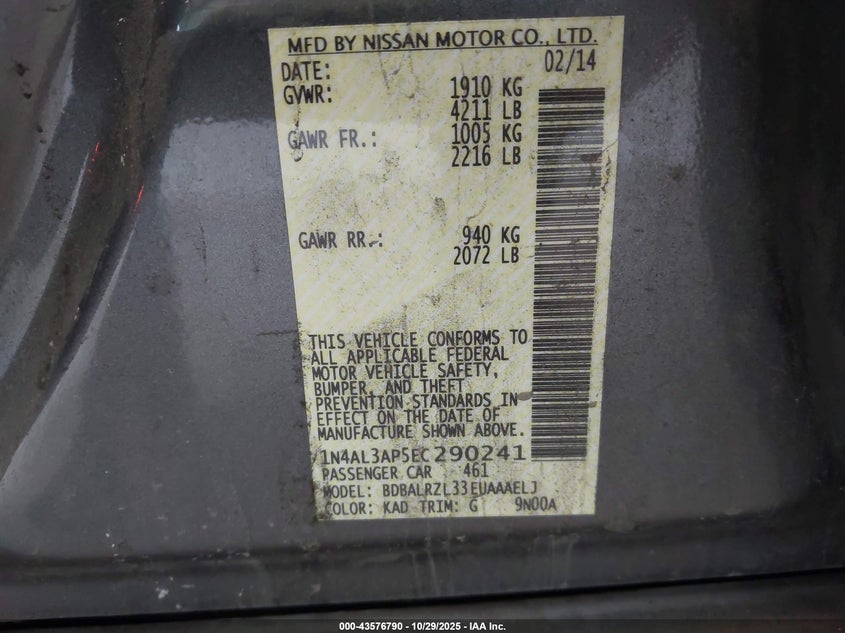 MFD BY NISSAN MOTOR CO., LTD.
DATE: 02/14
GVWR: 1910 KG
4211 LB
GAWR FR.: 1005 KG
2216 LB
GAWR RR.: 940 KG
2072 LB
THIS VEHICLE CONFORMS TO
ALL APPLICABLE FEDERAL
MOTOR VEHICLE SAFETY,
BUMPER, AND THEFT
PREVENTION STANDARDS IN
EFFECT ON THE DATE OF
MANUFACTURE SHOWN ABOVE.
1N4AL3AP5EC290241
PASSENGER CAR 461
MODEL: BDBALRZL33EUAAAELJ
COLOR: KAD TRIM: G 9N00A
000-43576790 - 10/29/2025 - IAA Inc.